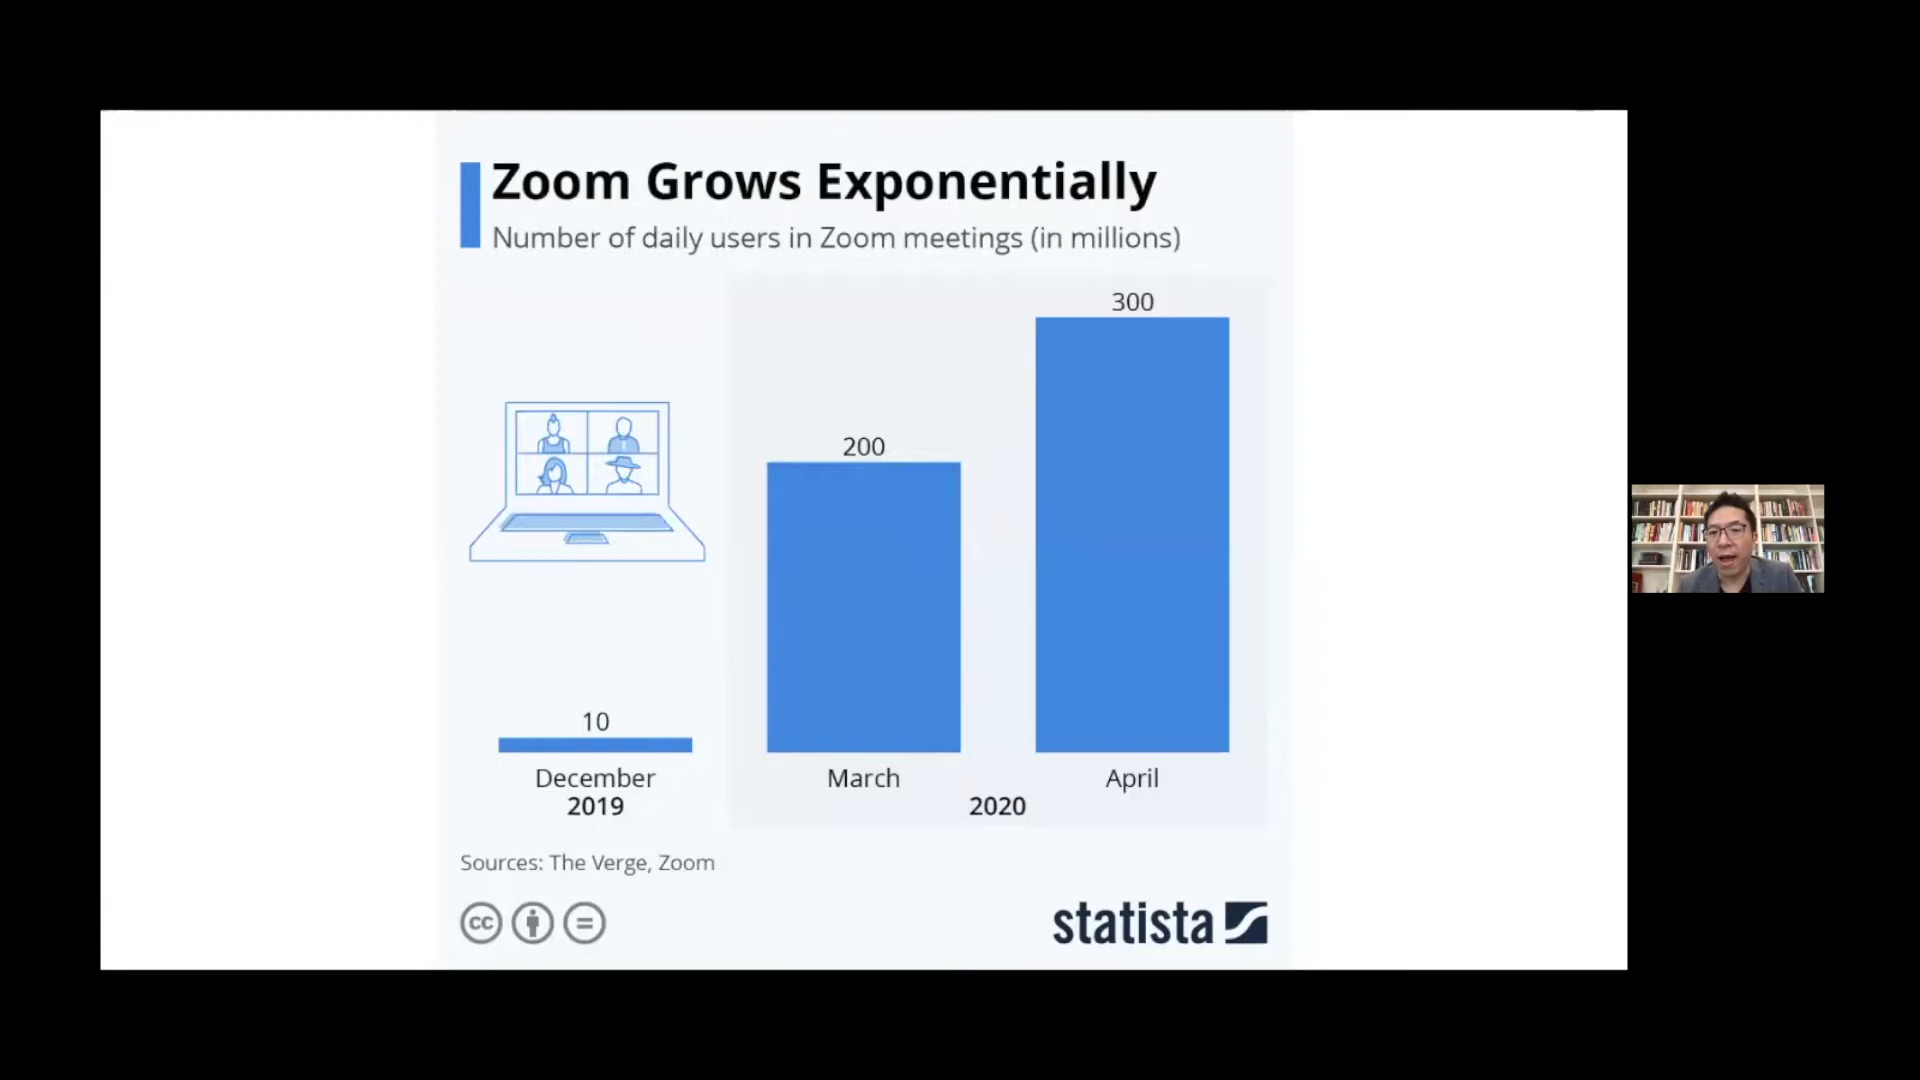 Zoom Grows Exponentially
Number of daily users in Zoom meetings (in millions)
300
200
10
December
March
April
2019
2020
Sources: The Verge, Zoom
cc
statista